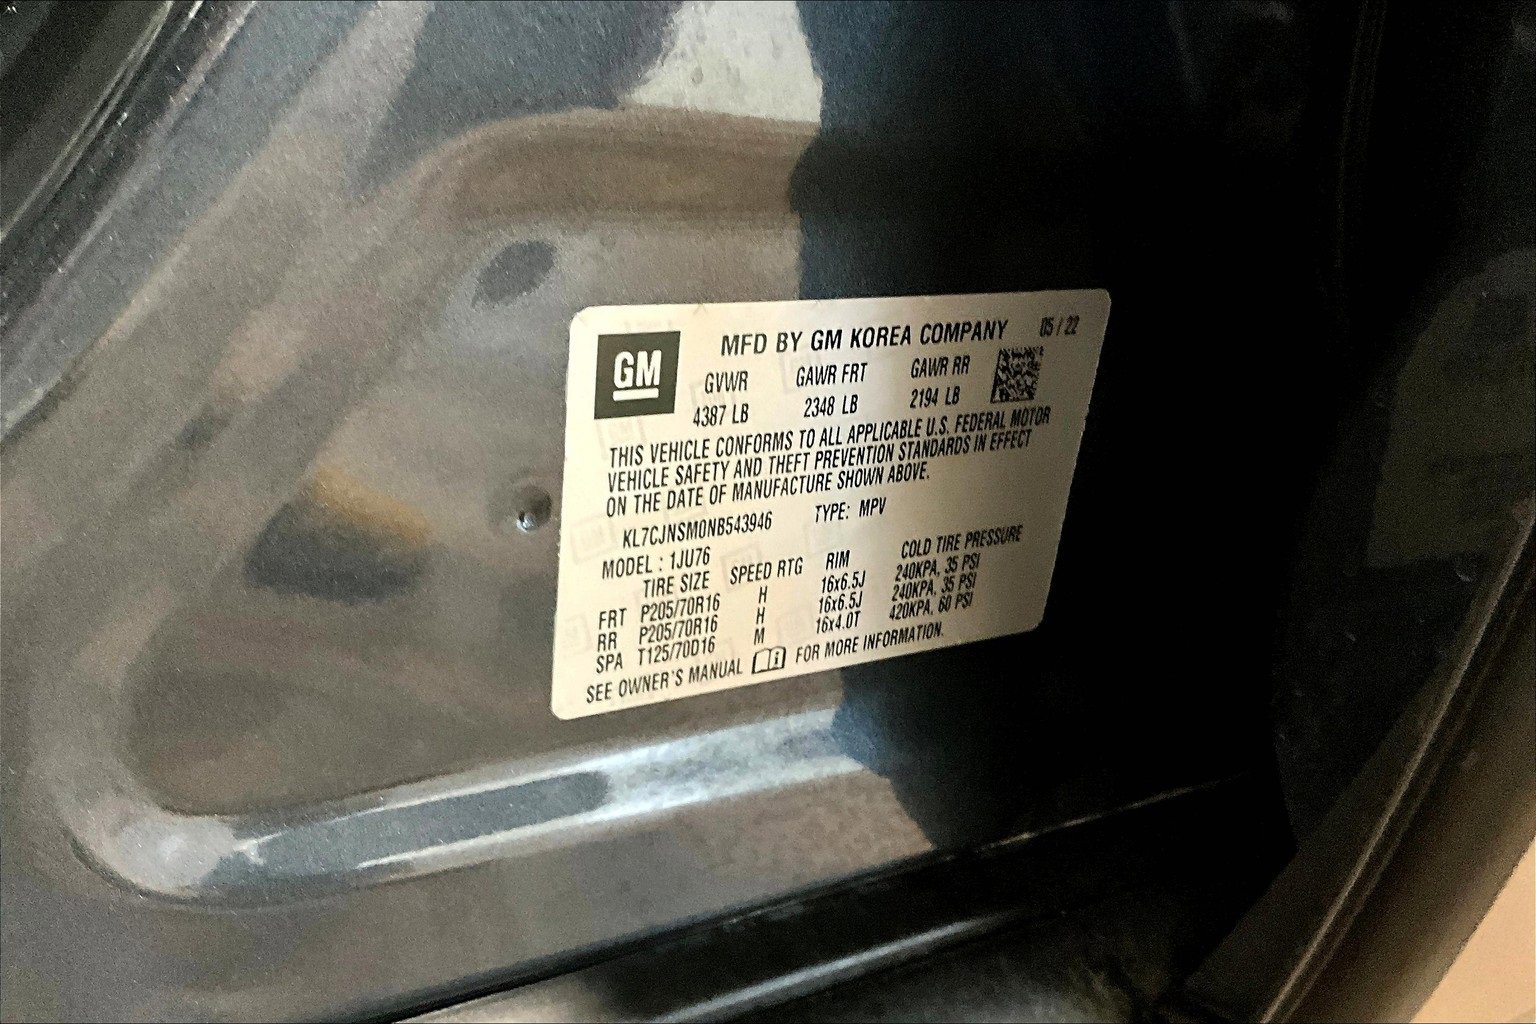 GM
MFD BY GM KOREA COMPANY 05 / 22
GVWR GAWR FRT GAWR RR
4387 LB 2348 LB 2194 LB
THIS VEHICLE CONFORMS TO ALL APPLICABLE U.S. FEDERAL MOTOR
VEHICLE SAFETY AND THEFT PREVENTION STANDARDS IN EFFECT
ON THE DATE OF MANUFACTURE SHOWN ABOVE.
KL7CJNSM0NB543946 TYPE: MPV
MODEL : 1JU76
TIRE SIZE SPEED RTG RIM COLD TIRE PRESSURE
FRT P205/70R16 H 16x6.5J 240KPA, 35 PSI
RR P205/70R16 H 16x6.5J 240KPA, 35 PSI
SPA T125/70D16 M 16x4.0T 420KPA, 60 PSI
SEE OWNER'S MANUAL FOR MORE INFORMATION.